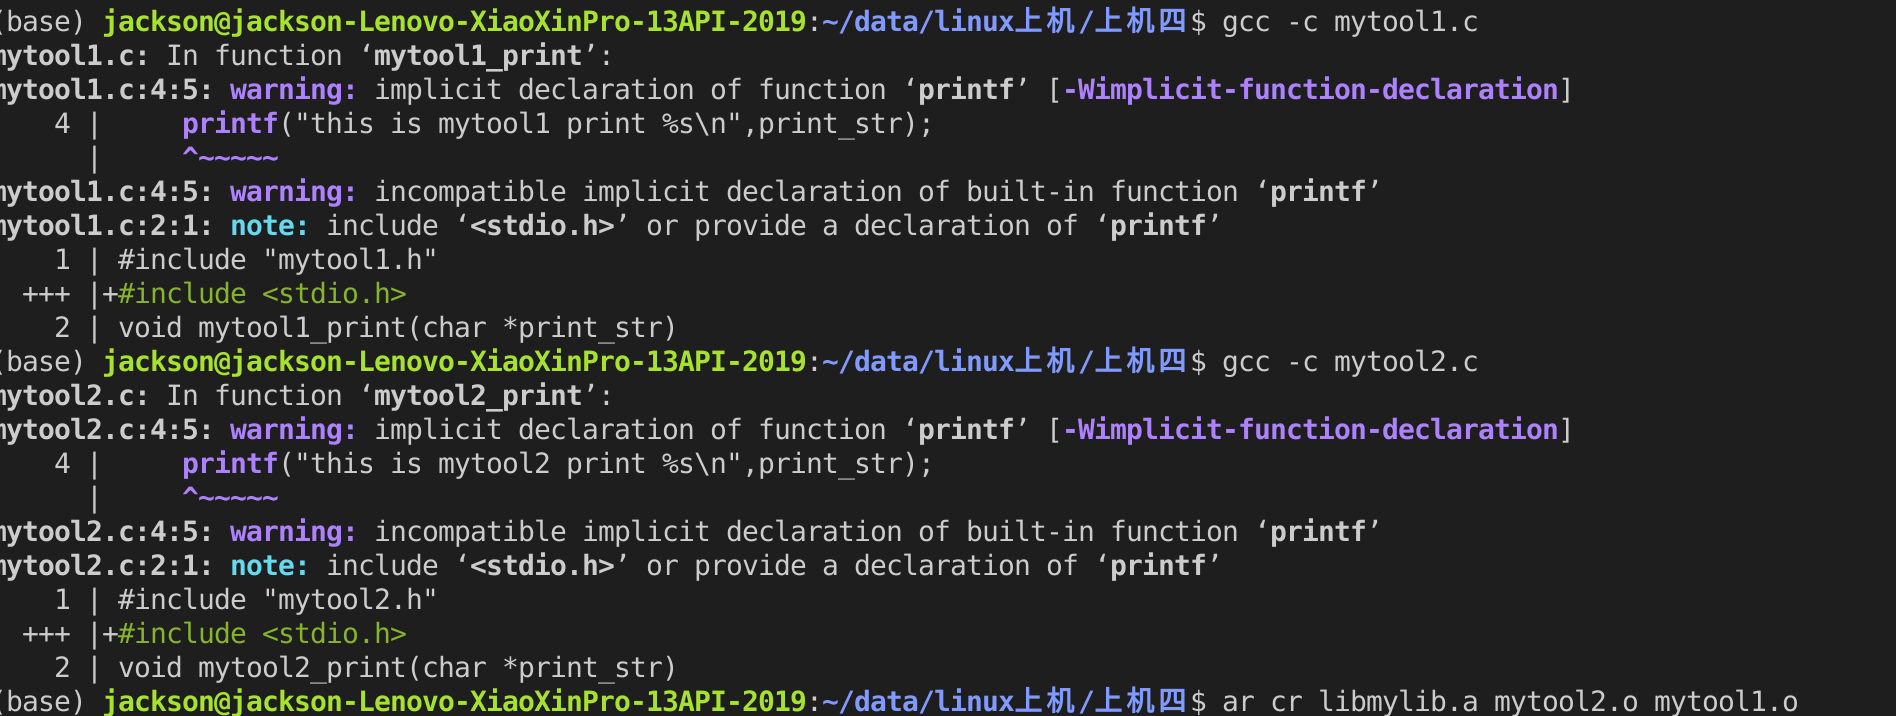 (base) jackson@jackson-Lenovo-XiaoXinPro-13API-2019:~/data/linux上机/上机四$ gcc -c mytool1.c
mytool1.c: In function ‘mytool1_print’:
mytool1.c:4:5: warning: implicit declaration of function ‘printf’ [-Wimplicit-function-declaration]
4 | printf("this is mytool1 print %s\n",print_str);
| ^~~~~~
mytool1.c:4:5: warning: incompatible implicit declaration of built-in function ‘printf’
mytool1.c:2:1: note: include ‘<stdio.h>’ or provide a declaration of ‘printf’
1 | #include "mytool1.h"
+++ |+#include <stdio.h>
2 | void mytool1_print(char *print_str)
(base) jackson@jackson-Lenovo-XiaoXinPro-13API-2019:~/data/linux上机/上机四$ gcc -c mytool2.c
mytool2.c: In function ‘mytool2_print’:
mytool2.c:4:5: warning: implicit declaration of function ‘printf’ [-Wimplicit-function-declaration]
4 | printf("this is mytool2 print %s\n",print_str);
| ^~~~~~
mytool2.c:4:5: warning: incompatible implicit declaration of built-in function ‘printf’
mytool2.c:2:1: note: include ‘<stdio.h>’ or provide a declaration of ‘printf’
1 | #include "mytool2.h"
+++ |+#include <stdio.h>
2 | void mytool2_print(char *print_str)
(base) jackson@jackson-Lenovo-XiaoXinPro-13API-2019:~/data/linux上机/上机四$ ar cr libmylib.a mytool2.o mytool1.o